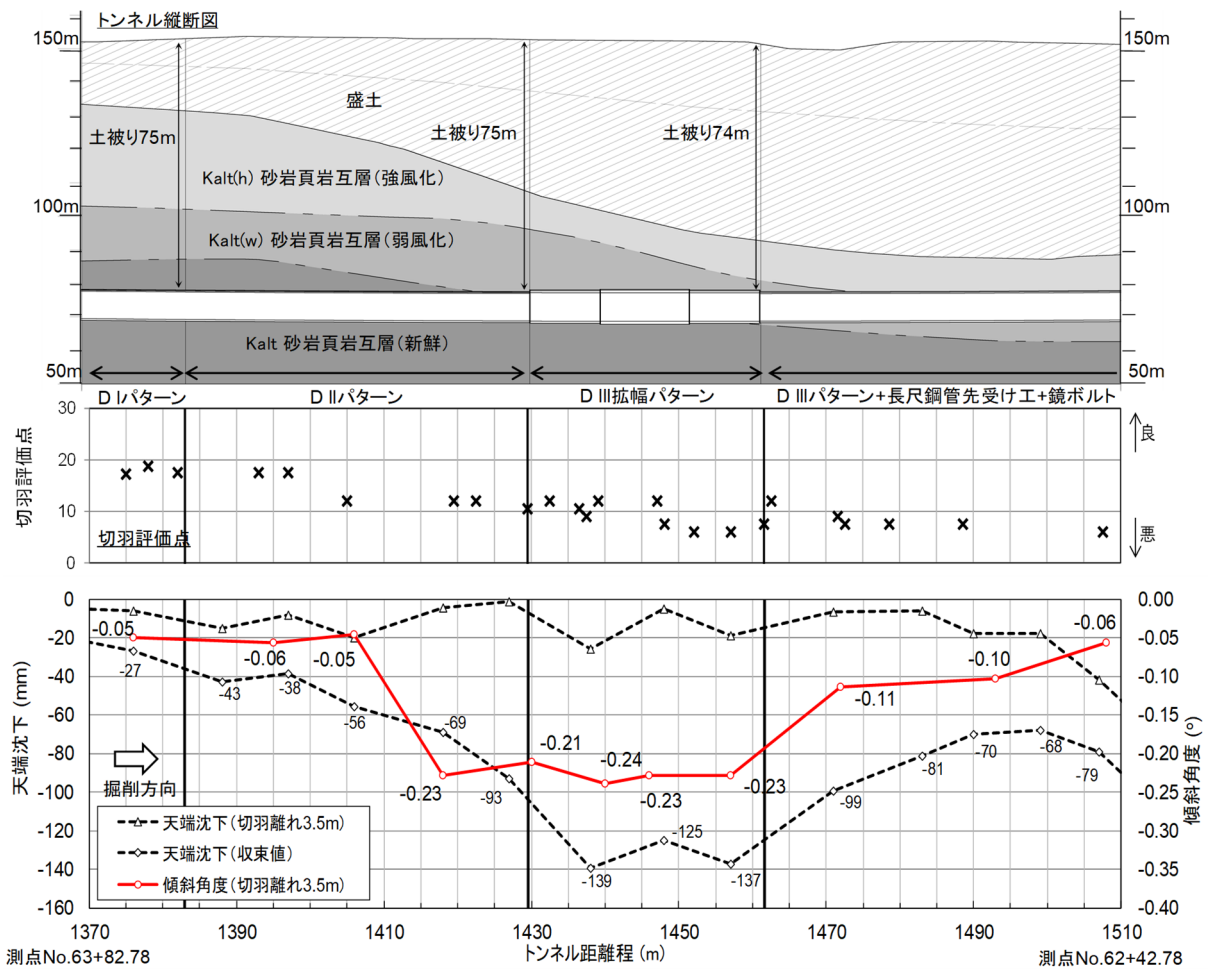 トンネル縦断図
150m
150m
盛土
土被り75m
土被り75m
土被り74m
Kalt(h) 砂岩頁岩互層(強風化)
100m
100m
Kalt(w) 砂岩頁岩互層(弱風化)
Kalt 砂岩頁岩互層(新鮮)
50m
50m
D Iパターン
D IIパターン
D III拡幅パターン
D IIIパターン+長尺鋼管先受け工+鏡ボルト
30
20
10
0
切羽評価点
切羽評価点
良
悪
0
-20
-40
-60
-80
-100
-120
-140
-160
天端沈下 (mm)
0.00
-0.05
-0.10
-0.15
-0.20
-0.25
-0.30
-0.35
-0.40
傾斜角度 (°)
-0.05
-0.06
-0.05
-0.23
-0.21
-0.24
-0.23
-0.23
-0.11
-0.10
-0.06
-27
-43
-38
-56
-69
-93
-139
-125
-137
-99
-81
-70
-68
-79
掘削方向
天端沈下(切羽離れ3.5m)
天端沈下(収束値)
傾斜角度(切羽離れ3.5m)
1370
1390
1410
1430
1450
1470
1490
1510
測点No.63+82.78
トンネル距離程 (m)
測点No.62+42.78